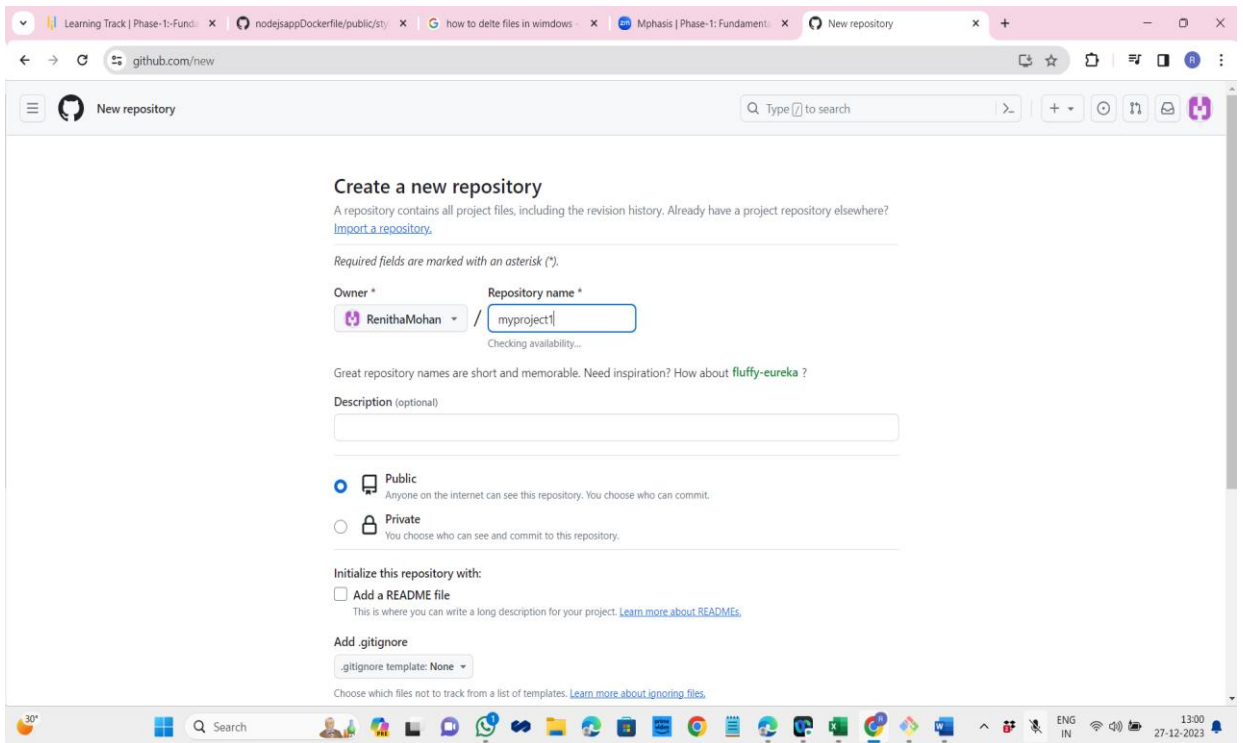 Learning Track | Phase-1:-Funda
nodejsappDockerfile/public/sty
how to delte files in wimdows -
Mphasis | Phase-1: Fundament
New repository
github.com/new
R
New repository
Type / to search
Create a new repository
A repository contains all project files, including the revision history. Already have a project repository elsewhere?
Import a repository.
Required fields are marked with an asterisk (*).
Owner * Repository name *
RenithaMohan / myproject1
Checking availability...
Great repository names are short and memorable. Need inspiration? How about fluffy-eureka ?
Description (optional)
Public
Anyone on the internet can see this repository. You choose who can commit.
Private
You choose who can see and commit to this repository.
Initialize this repository with:
Add a README file
This is where you can write a long description for your project. Learn more about READMEs.
Add .gitignore
.gitignore template: None
Choose which files not to track from a list of templates. Learn more about ignoring files.
30°
Search
ENG
IN
13:00
27-12-2023